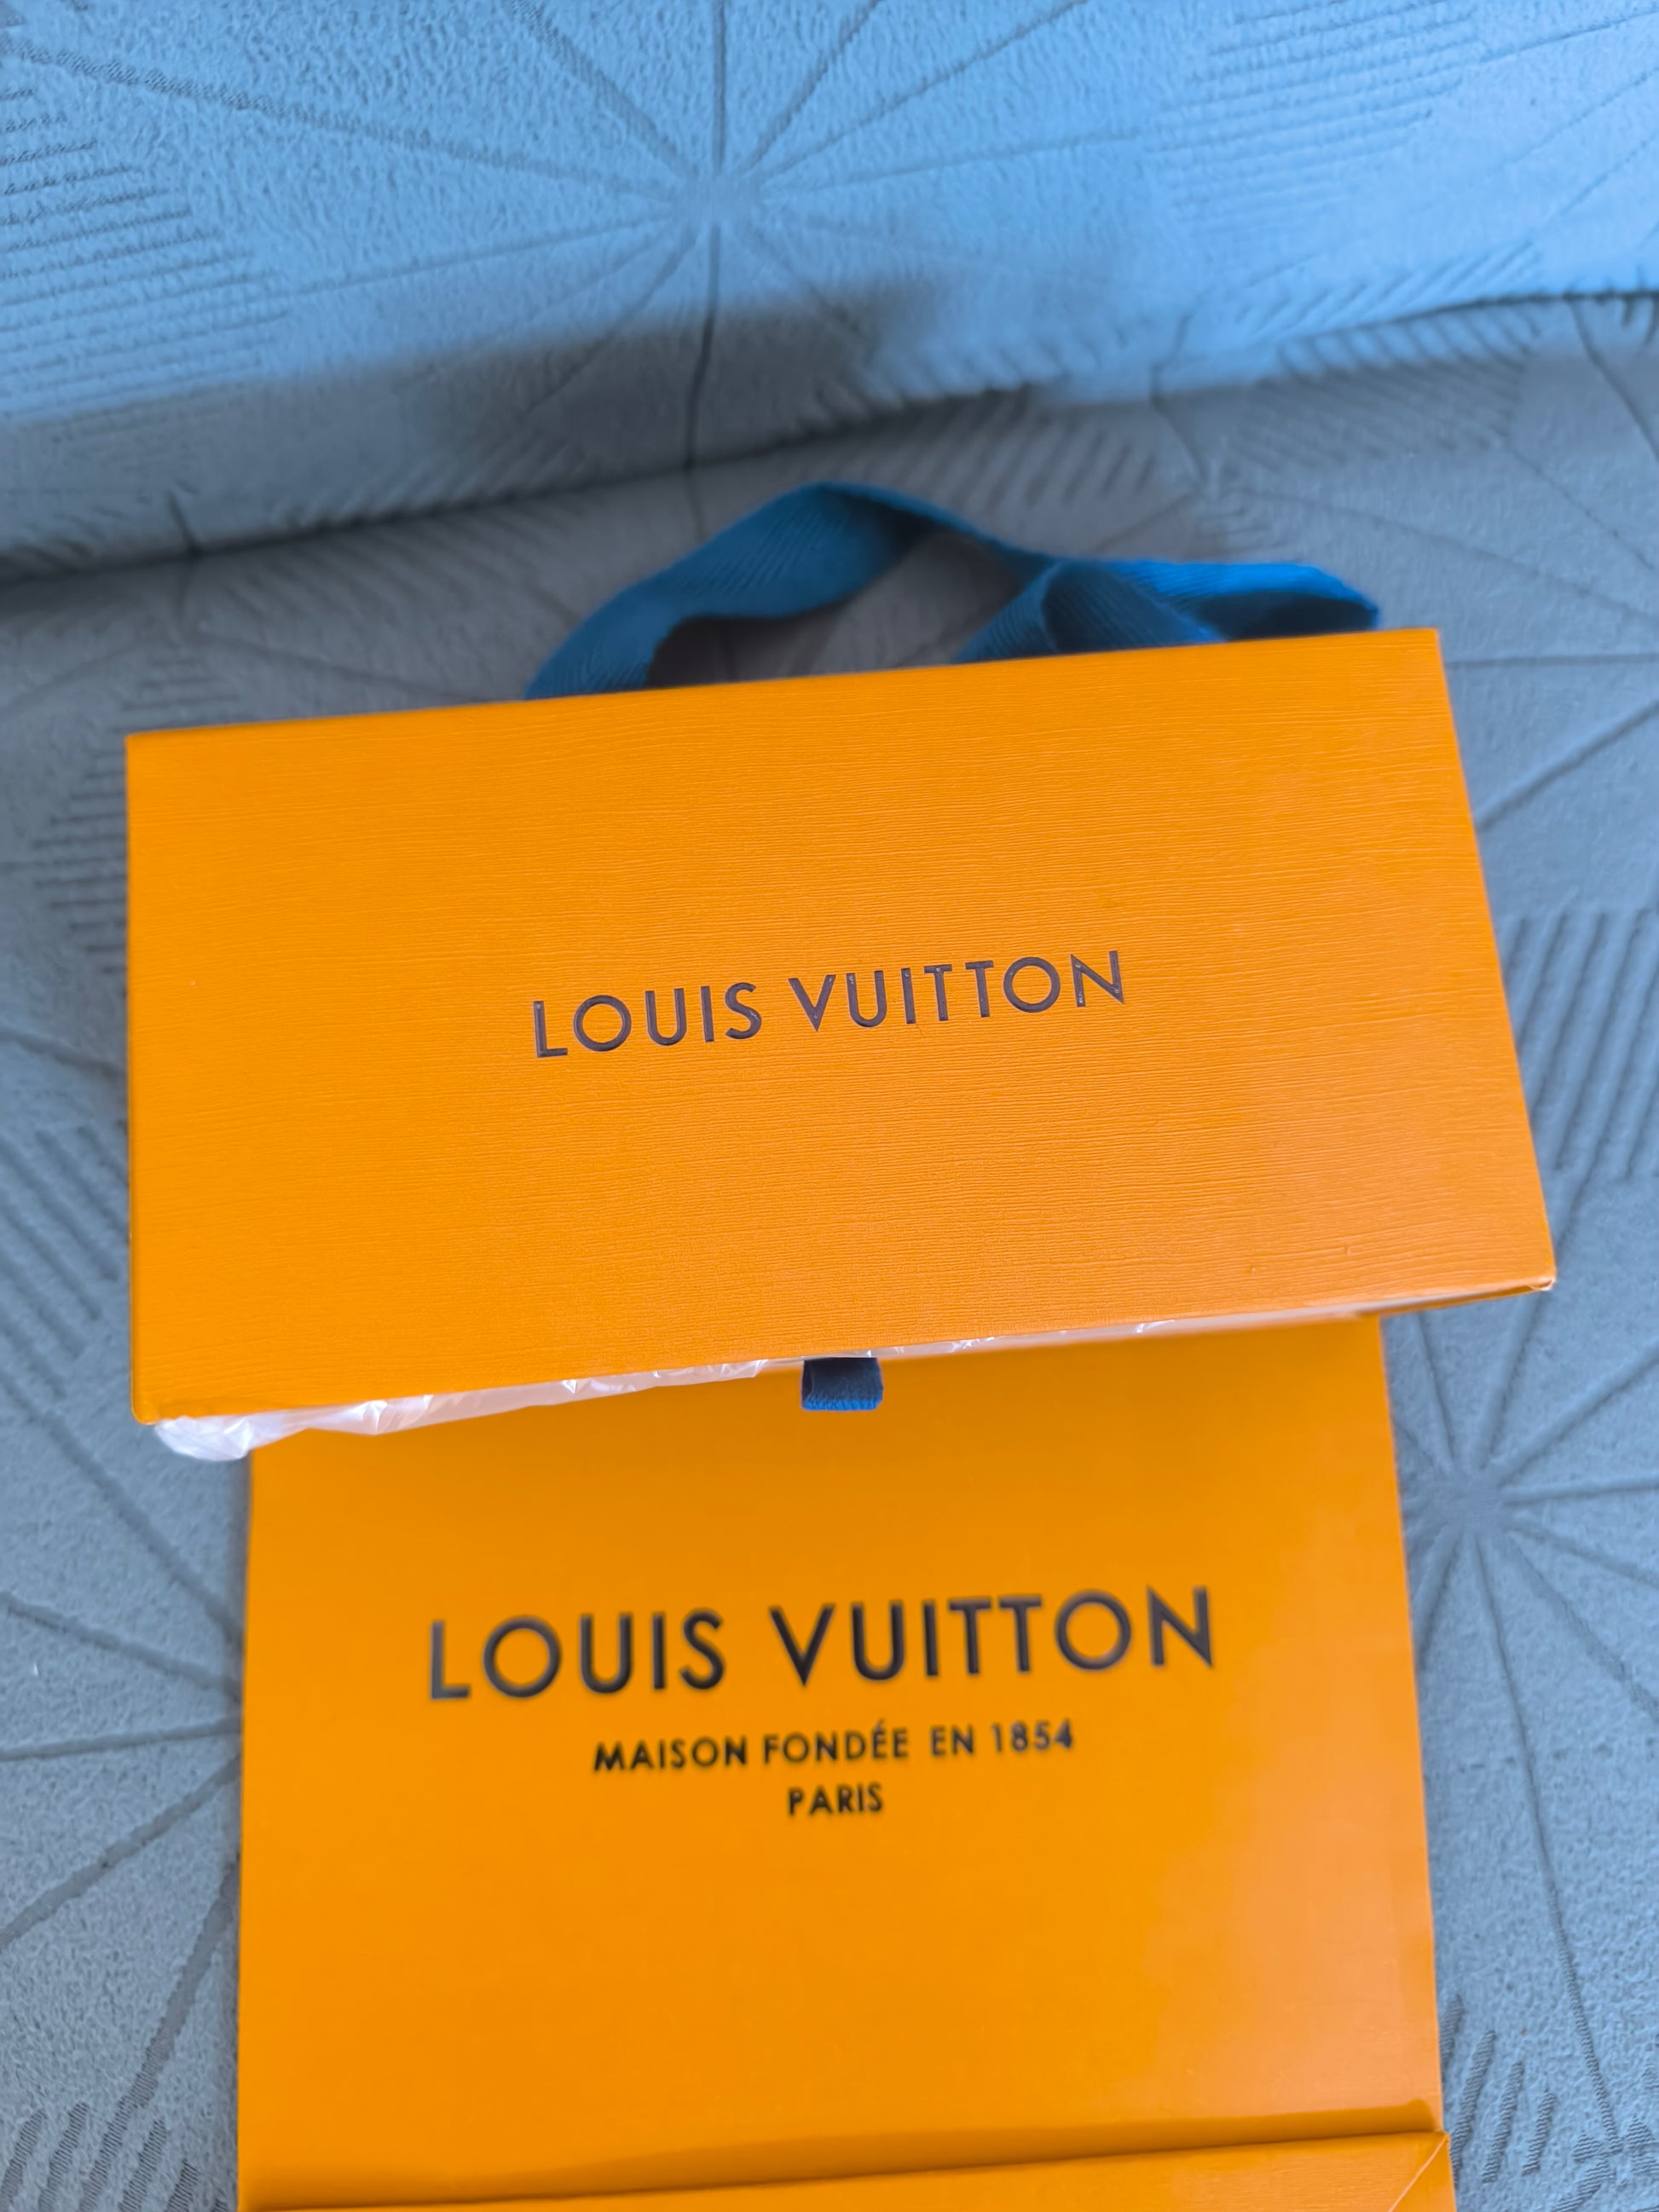 LOUIS VUITTON
LOUIS VUITTON
MAISON FONDÉE EN 1854
PARIS